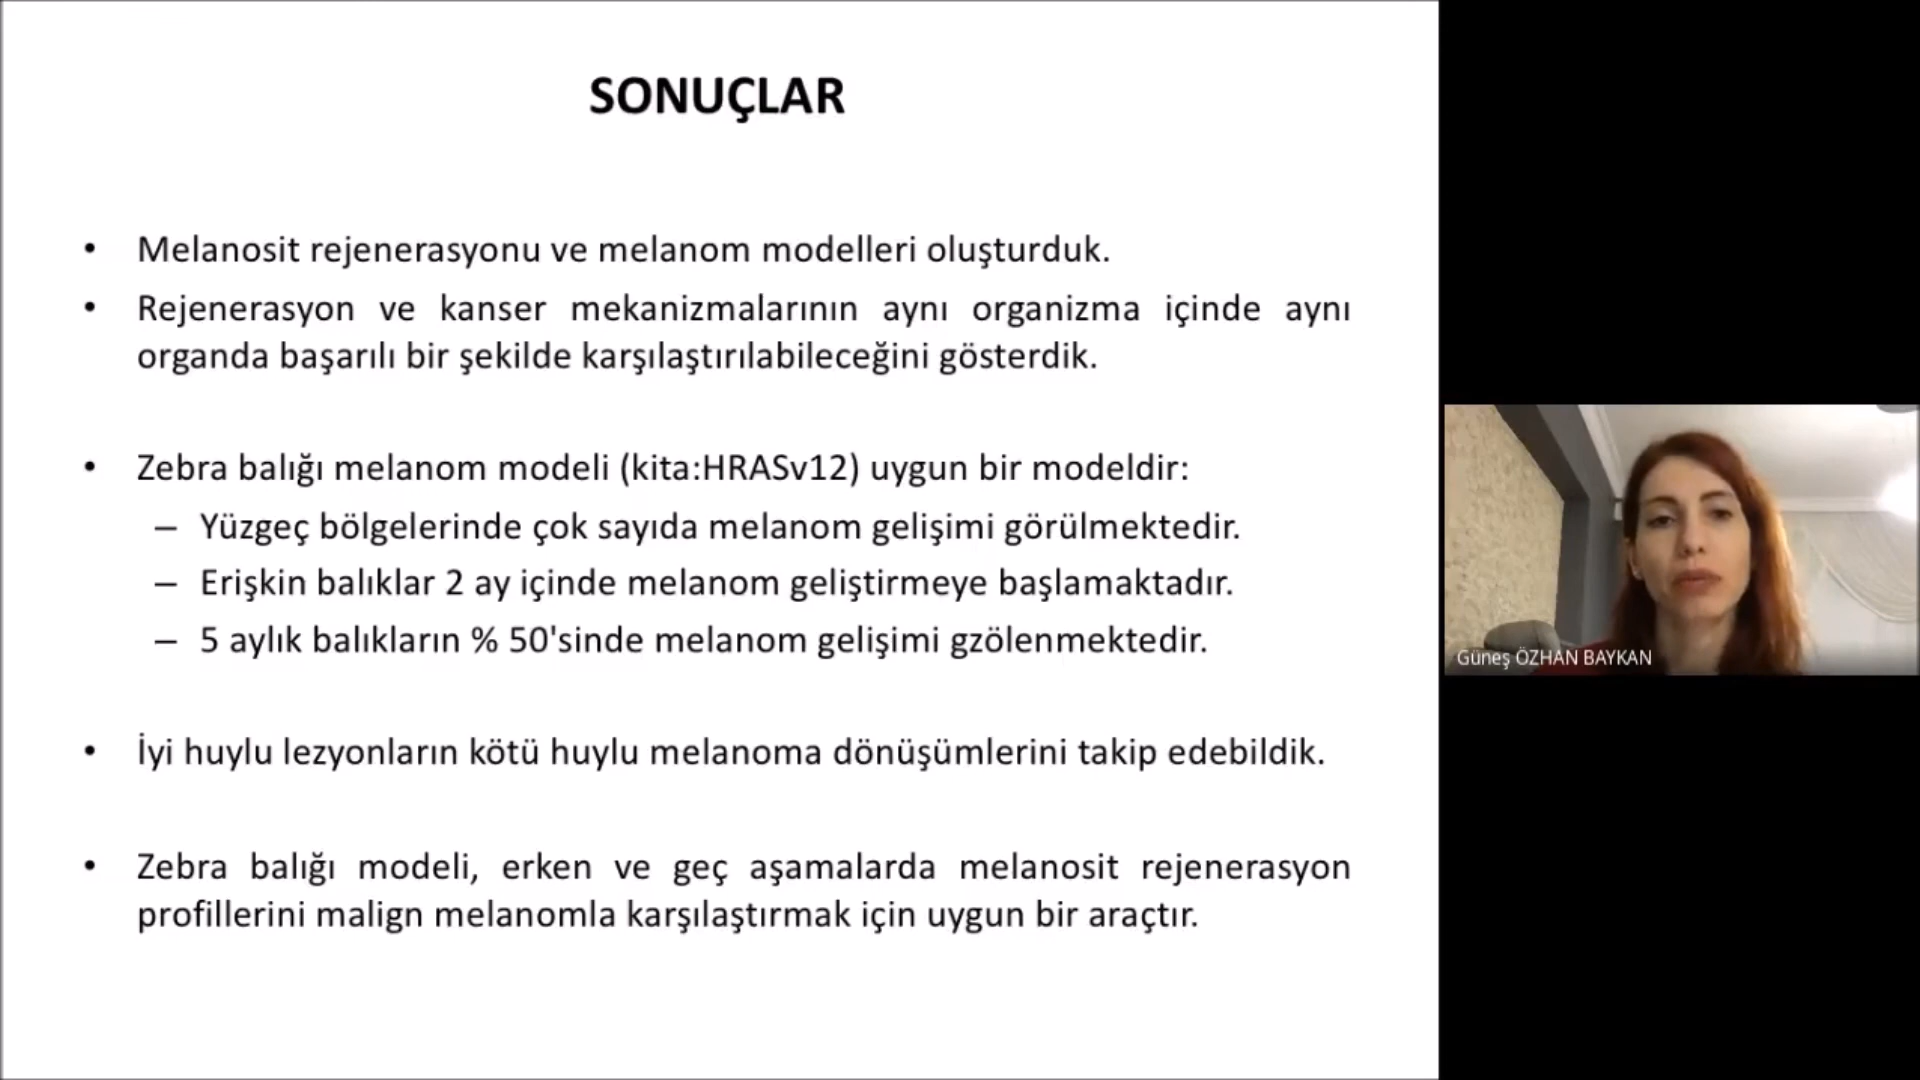 SONUÇLAR
• Melanosit rejenerasyonu ve melanom modelleri oluşturduk.
• Rejenerasyon ve kanser mekanizmalarının aynı organizma içinde aynı
organda başarılı bir şekilde karşılaştırılabileceğini gösterdik.
• Zebra balığı melanom modeli (kita:HRASv12) uygun bir modeldir:
– Yüzgeç bölgelerinde çok sayıda melanom gelişimi görülmektedir.
– Erişkin balıklar 2 ay içinde melanom geliştirmeye başlamaktadır.
– 5 aylık balıkların % 50'sinde melanom gelişimi gzölenmektedir.
• İyi huylu lezyonların kötü huylu melanoma dönüşümlerini takip edebildik.
• Zebra balığı modeli, erken ve geç aşamalarda melanosit rejenerasyon
profillerini malign melanomla karşılaştırmak için uygun bir araçtır.
Güneş ÖZHAN BAYKAN